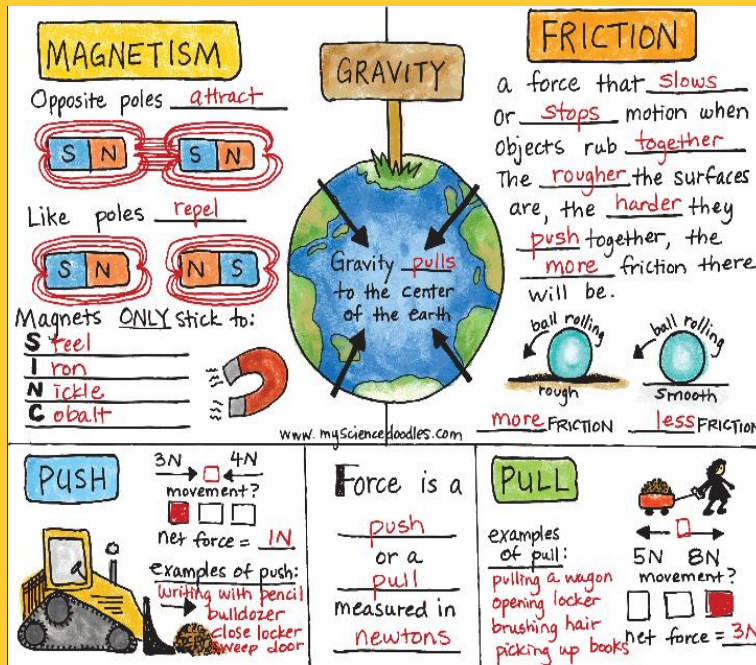 MAGNETISM
Opposite poles attract
S N S N
Like poles repel
S N N S
Magnets ONLY stick to:
Steel
Iron
Nickle
Cobalt
GRAVITY
Gravity pulls
to the center
of the earth
www.mysciencedoodles.com
FRICTION
a force that slows
or stops motion when
objects rub together
The rougher the surfaces
are, the harder they
push together, the
more friction there
will be.
ball rolling
rough
more FRICTION
ball rolling
smooth
less FRICTION
PUSH
3N 4N
movement?
net force = 1N
examples of push:
writing with pencil
bulldozer
close locker
sweep door
Force is a
push
or a
pull
measured in
newtons
PULL
examples
of pull:
pulling a wagon
opening locker
brushing hair
picking up books
5N 8N
movement?
net force = 3N